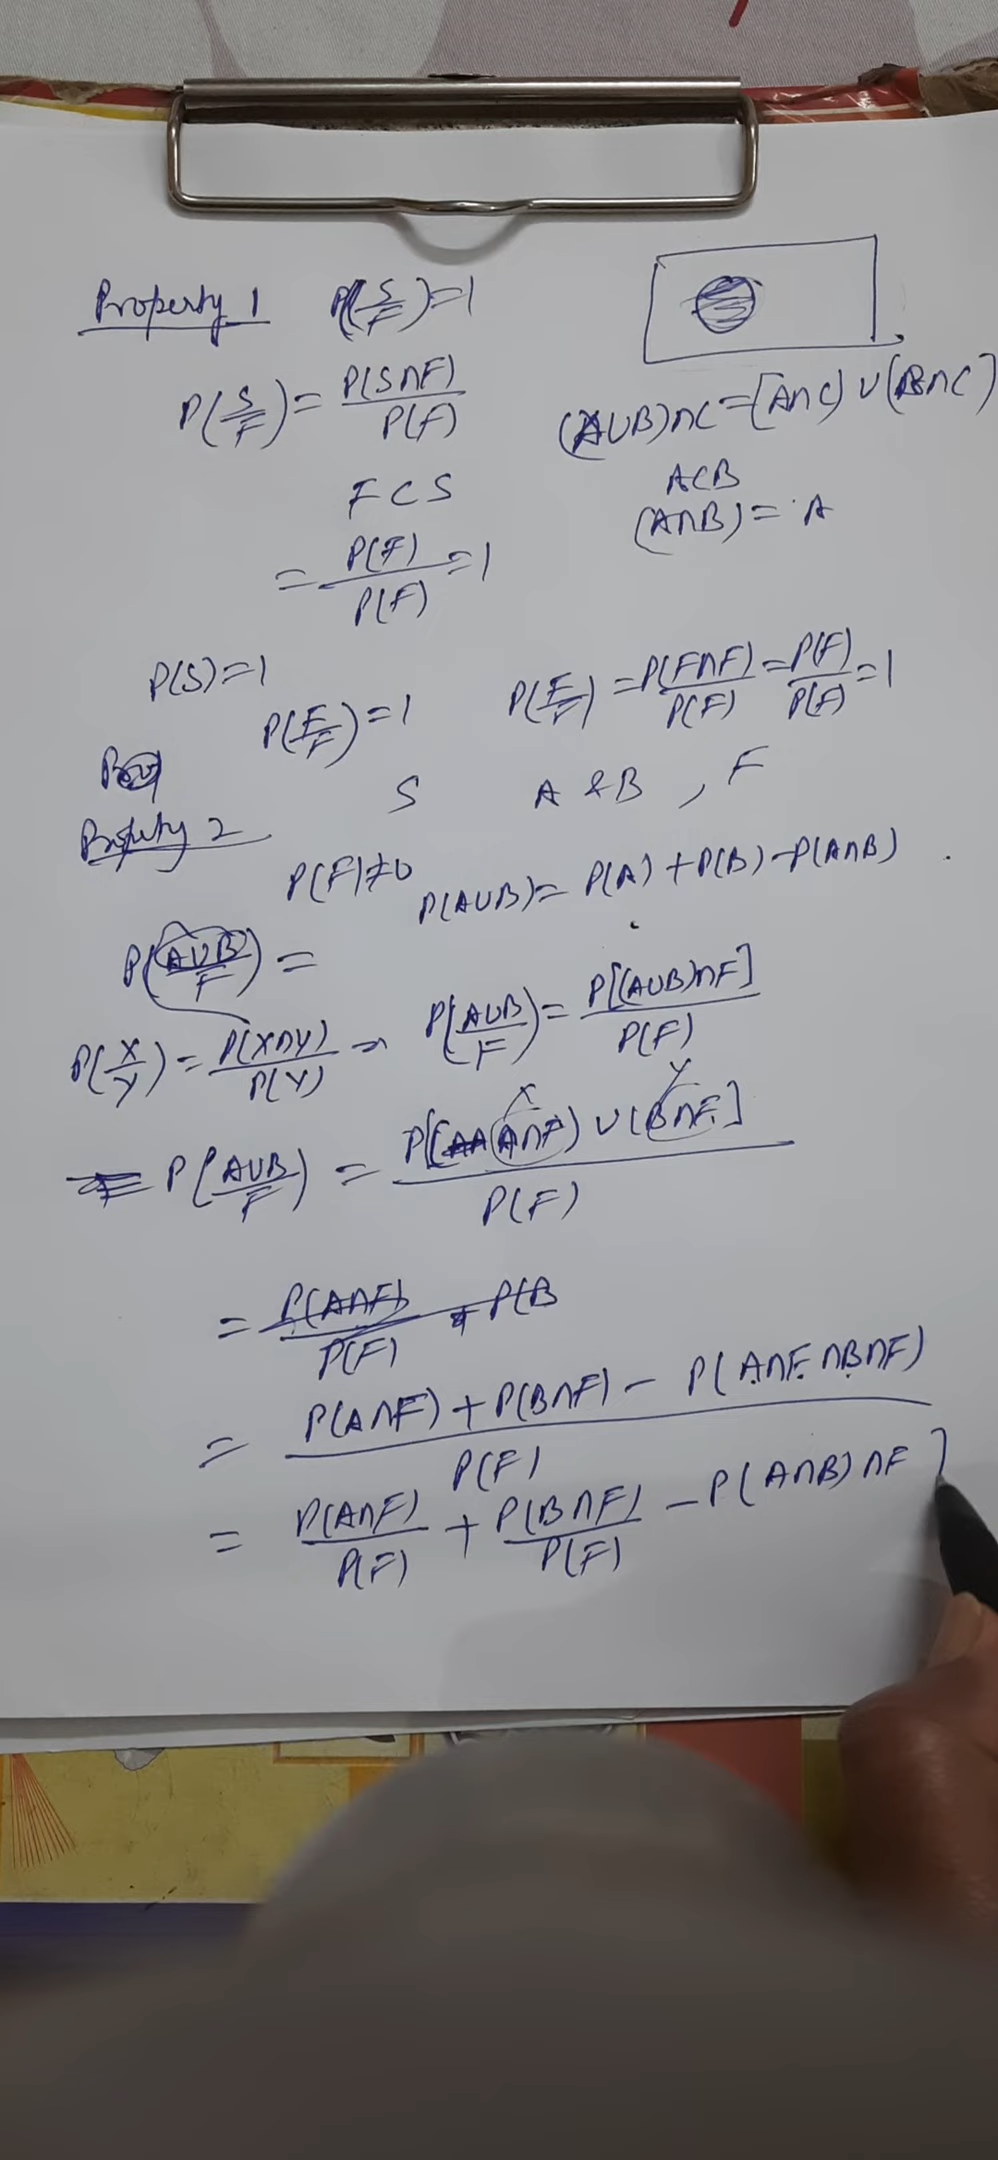 Property 1 P(S/F)=1
P(S/F)= P(S∩F)/P(F)
(A∪B)∩C=[A∩C)∪(B∩C)
F⊂S
A⊂B
(A∩B)= A
= P(F)/P(F) =1
P(S)=1
P(F/F)=1
P(F/F) =P(F∩F)/P(F) =P(F)/P(F) =1
S A &B , F
Property 2
P(F)≠0
P(A∪B)= P(A) +P(B) -P(A∩B)
P(A∪B/F) =
P(X/Y) = P(X∩Y)/P(Y)
P(A∪B/F)= P[(A∪B)∩F]/P(F)
X Y
P(A∪B/F) = P[(A∩F) ∪(B∩F]/P(F)
= P(A∩F)/P(F) + P(B
= P(A∩F)+P(B∩F) - P(A∩F∩B∩F)/P(F)
= P(A∩F)/P(F) + P(B∩F)/P(F) -P(A∩B)∩F]